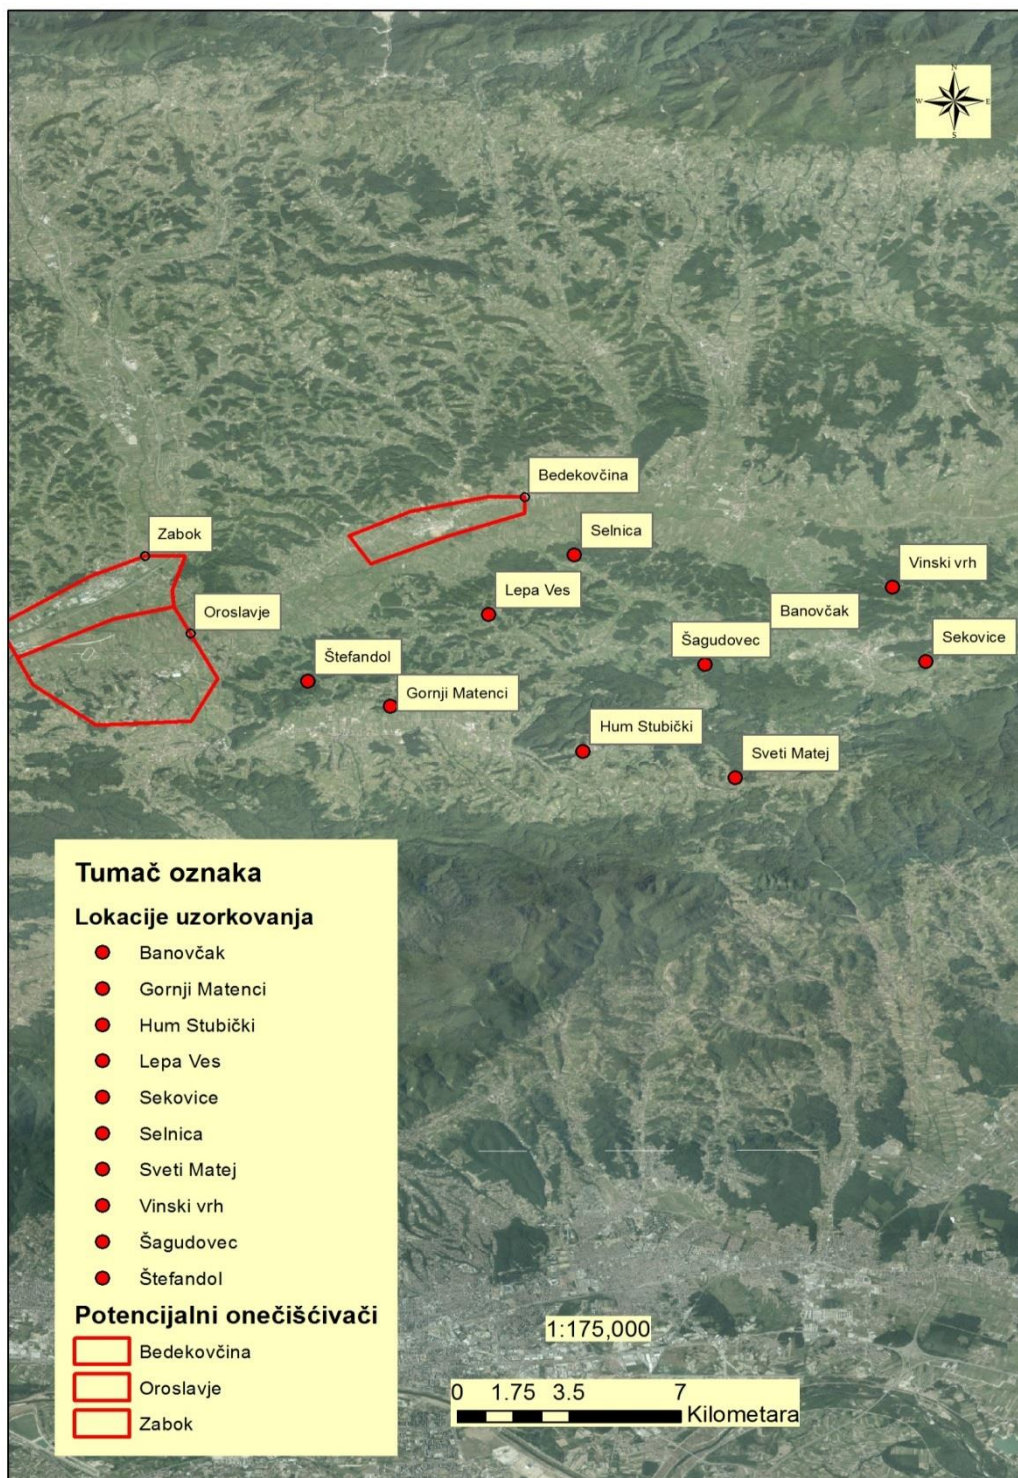 N
W E
S
Bedekovčina
Zabok
Selnica
Vinski vrh
Lepa Ves
Oroslavje
Banovčak
Šagudovec
Sekovice
Štefandol
Gornji Matenci
Hum Stubički
Sveti Matej
Tumač oznaka
Lokacije uzorkovanja
Banovčak
Gornji Matenci
Hum Stubički
Lepa Ves
Sekovice
Selnica
Sveti Matej
Vinski vrh
Šagudovec
Štefandol
Potencijalni onečišćivači
Bedekovčina
Oroslavje
Zabok
1:175,000
0 1.75 3.5 7
Kilometara